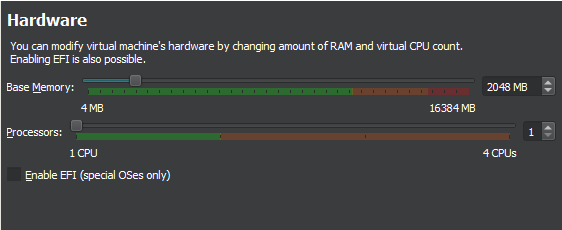 Hardware
You can modify virtual machine's hardware by changing amount of RAM and virtual CPU count.
Enabling EFI is also possible.
Base Memory: 2048 MB
4 MB 16384 MB
Processors: 1
1 CPU 4 CPUs
Enable EFI (special OSes only)